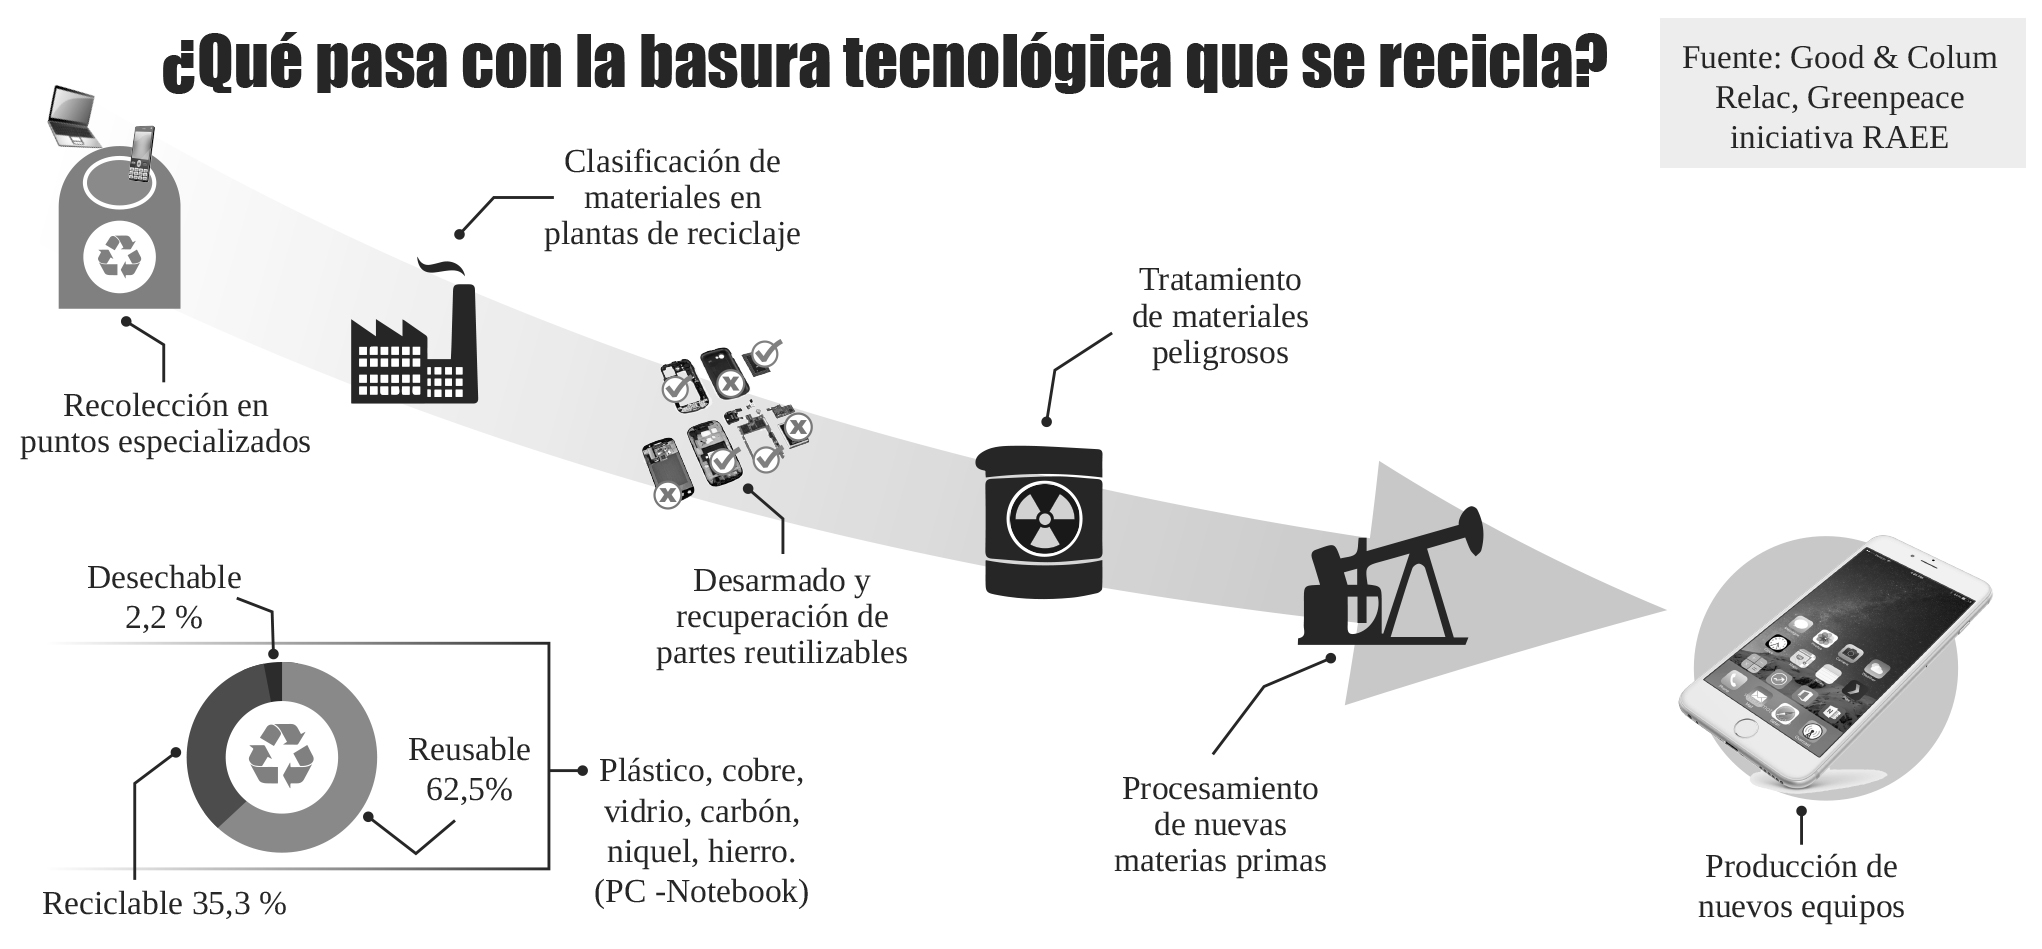 ¿Qué pasa con la basura tecnológica que se recicla?
Fuente: Good & Colum
Relac, Greenpeace
iniciativa RAEE
Recolección en
puntos especializados
Clasificación de
materiales en
plantas de reciclaje
Desarmado y
recuperación de
partes reutilizables
Tratamiento
de materiales
peligrosos
Procesamiento
de nuevas
materias primas
Producción de
nuevos equipos
Desechable
2,2 %
Reusable
62,5%
Reciclable 35,3 %
Plástico, cobre,
vidrio, carbón,
niquel, hierro.
(PC -Notebook)